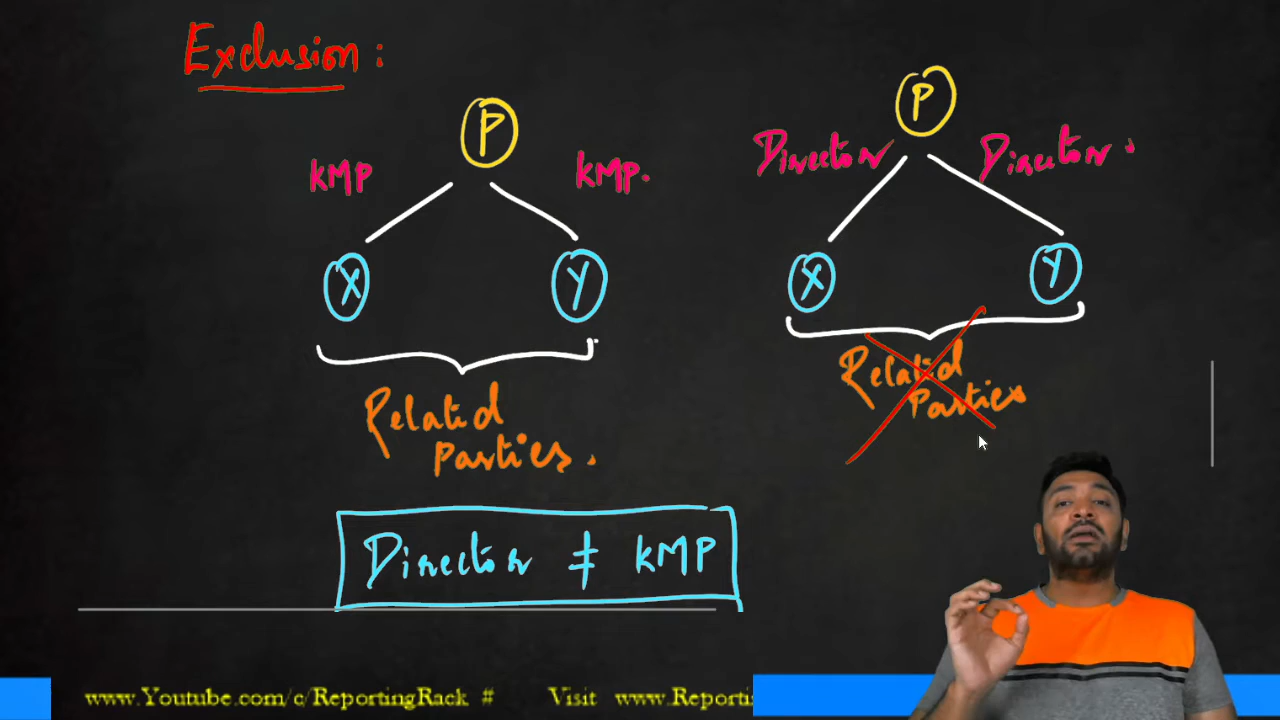 Exclusion :
P
KMP
KMP.
X
Y
Related
Parties.
P
Director
Director.
X
Y
Related
Parties
Director ≠ KMP
www.Youtube.com/c/ReportingRack # Visit www.Reporti